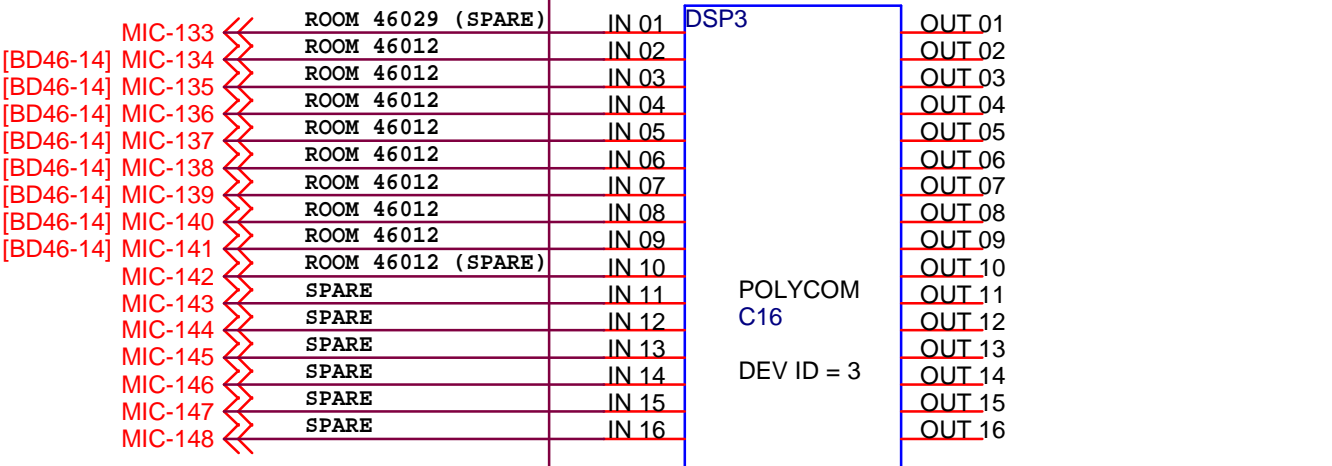 MIC-133 ROOM 46029 (SPARE) IN 01 DSP3 OUT 01
[BD46-14] MIC-134 ROOM 46012 IN 02 OUT 02
[BD46-14] MIC-135 ROOM 46012 IN 03 OUT 03
[BD46-14] MIC-136 ROOM 46012 IN 04 OUT 04
[BD46-14] MIC-137 ROOM 46012 IN 05 OUT 05
[BD46-14] MIC-138 ROOM 46012 IN 06 OUT 06
[BD46-14] MIC-139 ROOM 46012 IN 07 OUT 07
[BD46-14] MIC-140 ROOM 46012 IN 08 OUT 08
[BD46-14] MIC-141 ROOM 46012 IN 09 OUT 09
MIC-142 ROOM 46012 (SPARE) IN 10 OUT 10
MIC-143 SPARE IN 11 POLYCOM OUT 11
MIC-144 SPARE IN 12 C16 OUT 12
MIC-145 SPARE IN 13 OUT 13
MIC-146 SPARE IN 14 DEV ID = 3 OUT 14
MIC-147 SPARE IN 15 OUT 15
MIC-148 SPARE IN 16 OUT 16